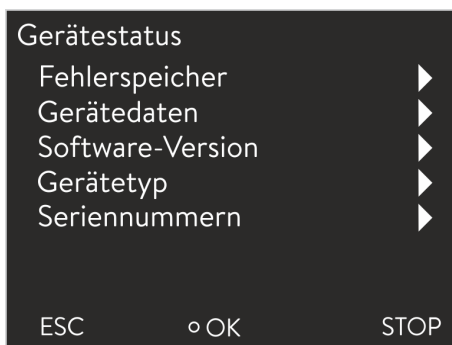 Gerätestatus
Fehlerspeicher
Gerätedaten
Software-Version
Gerätetyp
Seriennummern
ESC OK STOP